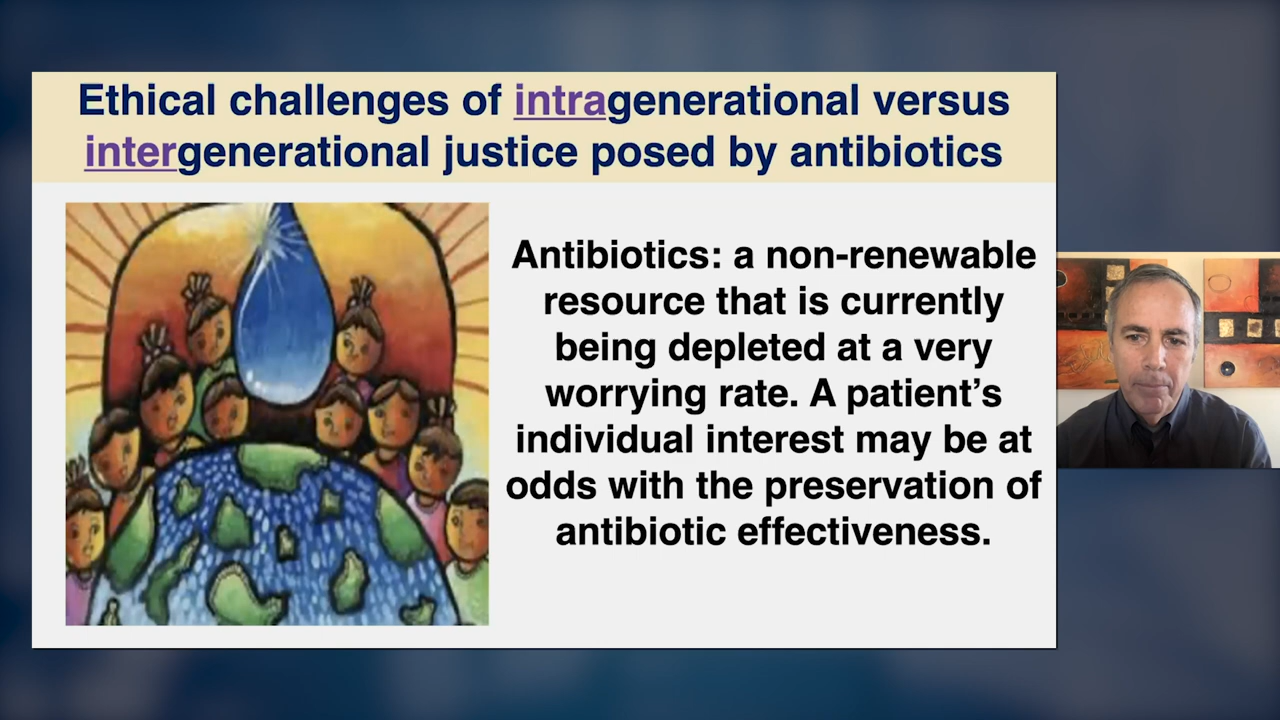 Ethical challenges of intragenerational versus
intergenerational justice posed by antibiotics
Antibiotics: a non-renewable
resource that is currently
being depleted at a very
worrying rate. A patient’s
individual interest may be at
odds with the preservation of
antibiotic effectiveness.